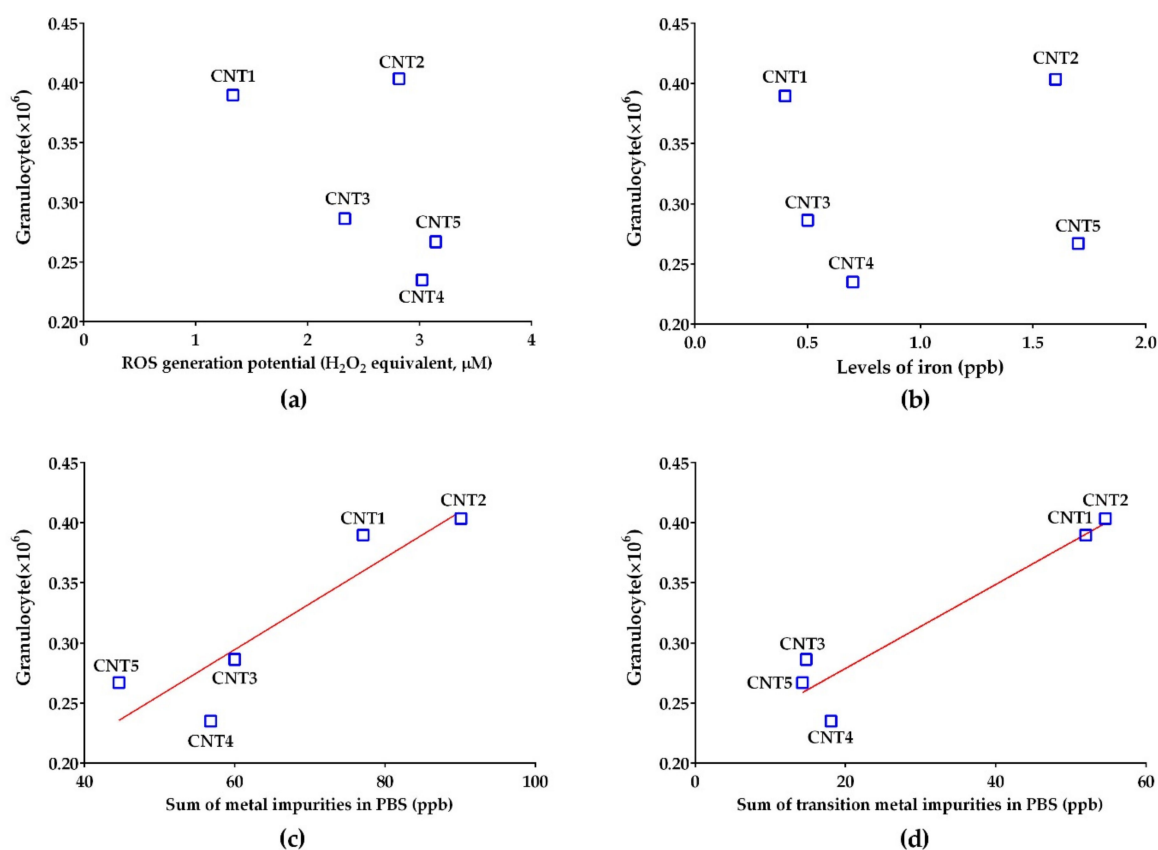 0.45
0.40
0.35
0.30
0.25
0.20
Granulocyte(×10⁶)
CNT1
CNT2
CNT3
CNT5
CNT4
0 1 2 3 4
ROS generation potential (H₂O₂ equivalent, μM)
(a)
0.45
0.40
0.35
0.30
0.25
0.20
Granulocyte(×10⁶)
CNT2
CNT1
CNT3
CNT5
CNT4
0.0 0.5 1.0 1.5 2.0
Levels of iron (ppb)
(b)
0.45
0.40
0.35
0.30
0.25
0.20
Granulocyte(×10⁶)
CNT2
CNT1
CNT5
CNT3
CNT4
40 60 80 100
Sum of metal impurities in PBS (ppb)
(c)
0.45
0.40
0.35
0.30
0.25
0.20
Granulocyte(×10⁶)
CNT2
CNT1
CNT3
CNT5
CNT4
0 20 40 60
Sum of transition metal impurities in PBS (ppb)
(d)